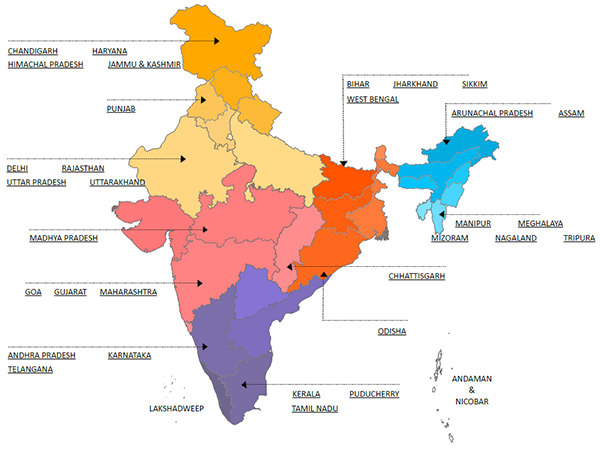 CHANDIGARH HARYANA
HIMACHAL PRADESH JAMMU & KASHMIR
BIHAR JHARKHAND SIKKIM
WEST BENGAL
PUNJAB
ARUNACHAL PRADESH ASSAM
DELHI RAJASTHAN
UTTAR PRADESH UTTARAKHAND
MANIPUR MEGHALAYA
MIZORAM NAGALAND TRIPURA
MADHYA PRADESH
CHHATTISGARH
GOA GUJARAT MAHARASHTRA
ODISHA
ANDHRA PRADESH KARNATAKA
TELANGANA
KERALA PUDUCHERRY
TAMIL NADU
LAKSHADWEEP
ANDAMAN
&
NICOBAR